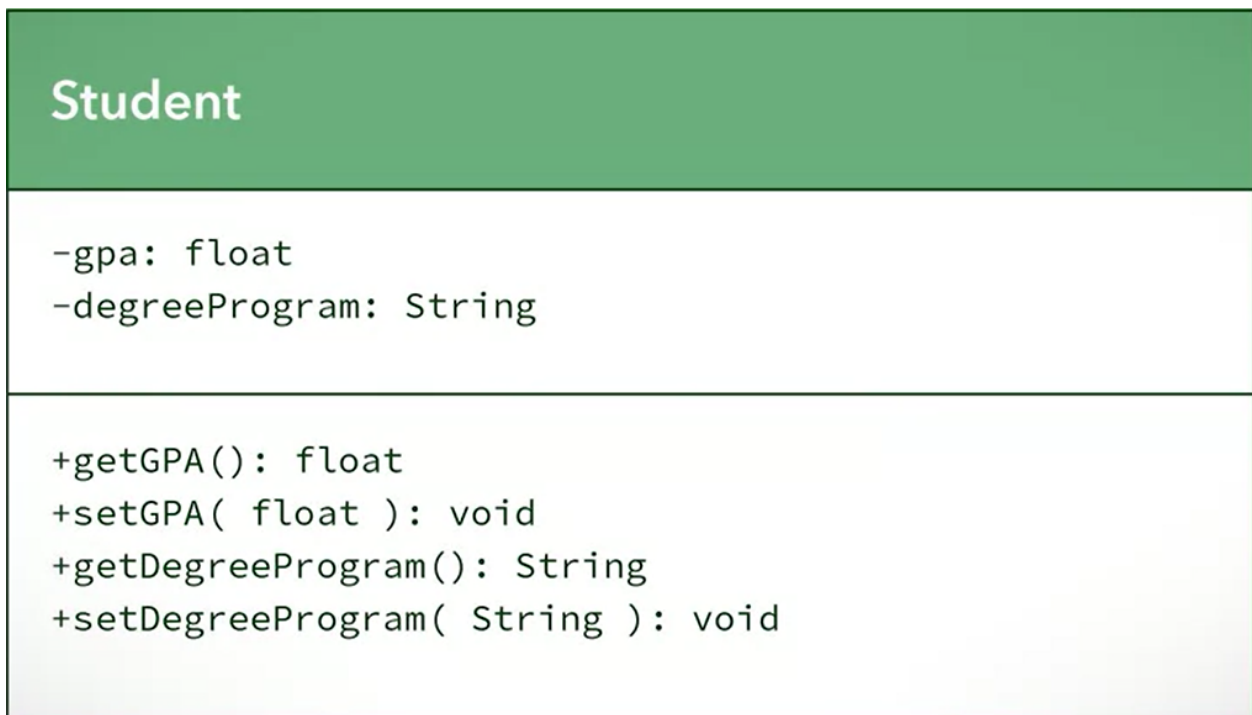 Student
-gpa: float
-degreeProgram: String
+getGPA(): float
+setGPA( float ): void
+getDegreeProgram(): String
+setDegreeProgram( String ): void